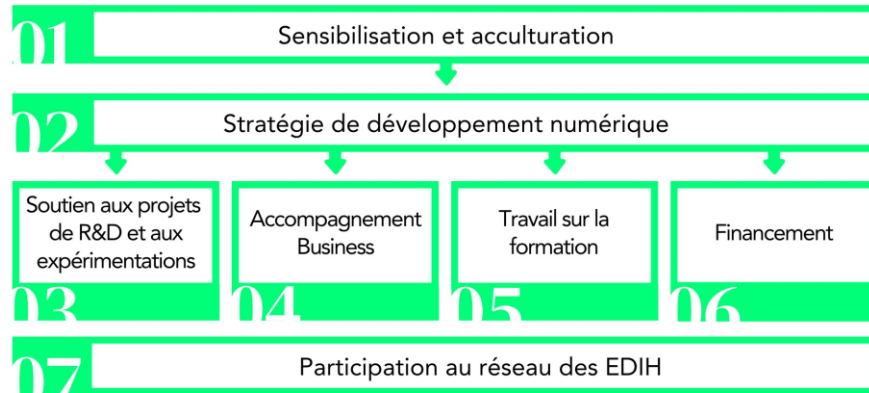 01
Sensibilisation et acculturation
02
Stratégie de développement numérique
Soutien aux projets
de R&D et aux
expérimentations
03
Accompagnement
Business
04
Travail sur la
formation
05
Financement
06
07
Participation au réseau des EDIH